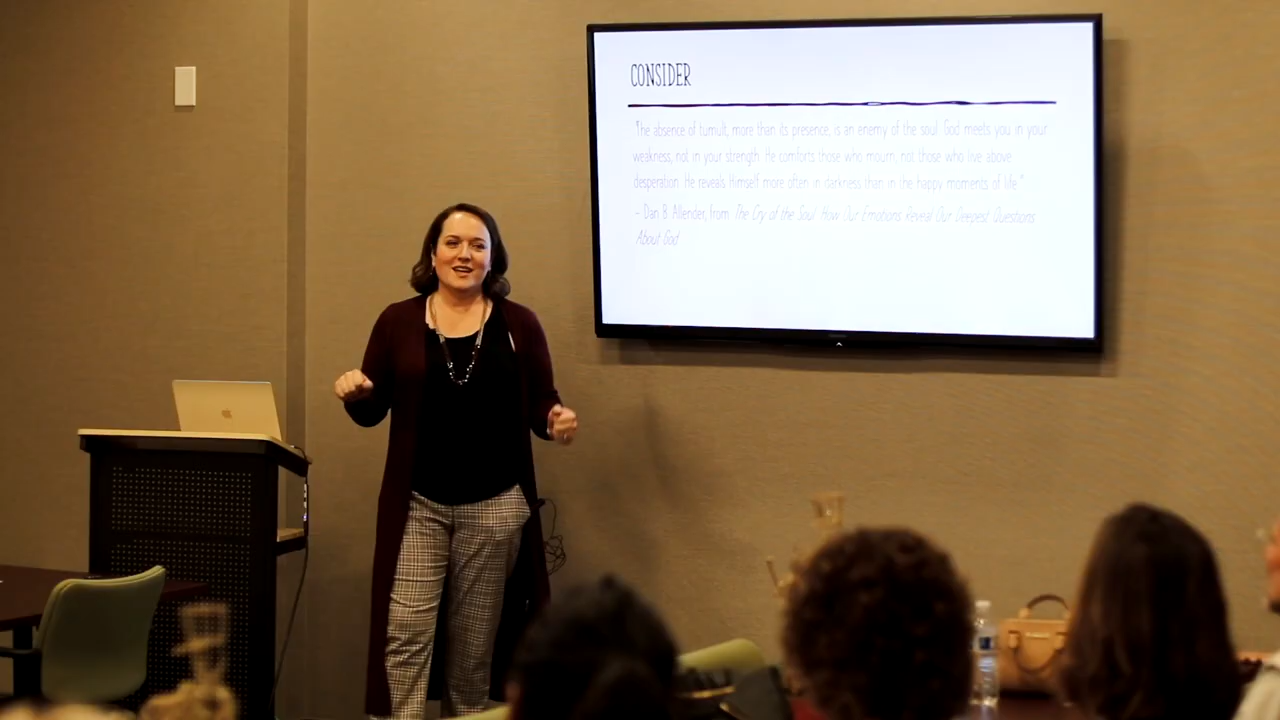 CONSIDER
"The absence of tumult, more than its presence, is an enemy of the soul. God meets you in your
weakness, not in your strength. He comforts those who mourn, not those who live above
desperation. He reveals Himself more often in darkness than in the happy moments of life."
- Dan B. Allender, from The Cry of the Soul: How Our Emotions Reveal Our Deepest Questions
About God